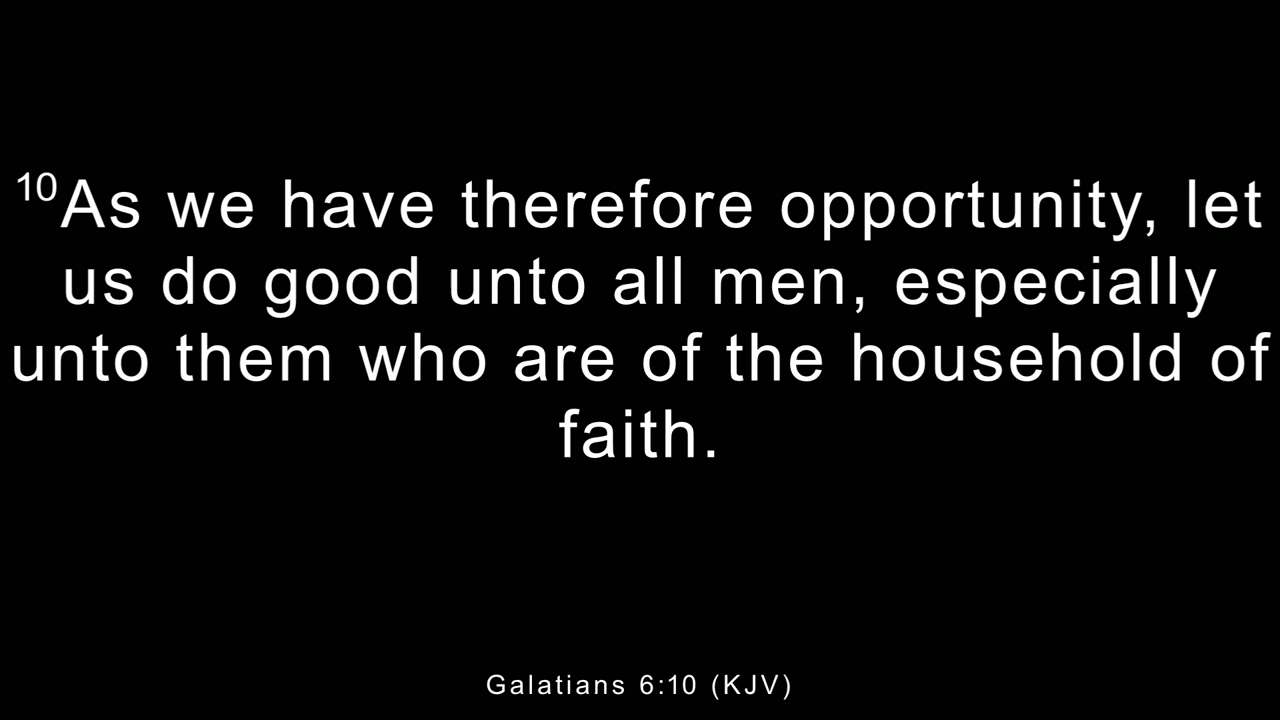 10As we have therefore opportunity, let
us do good unto all men, especially
unto them who are of the household of
faith.
Galatians 6:10 (KJV)